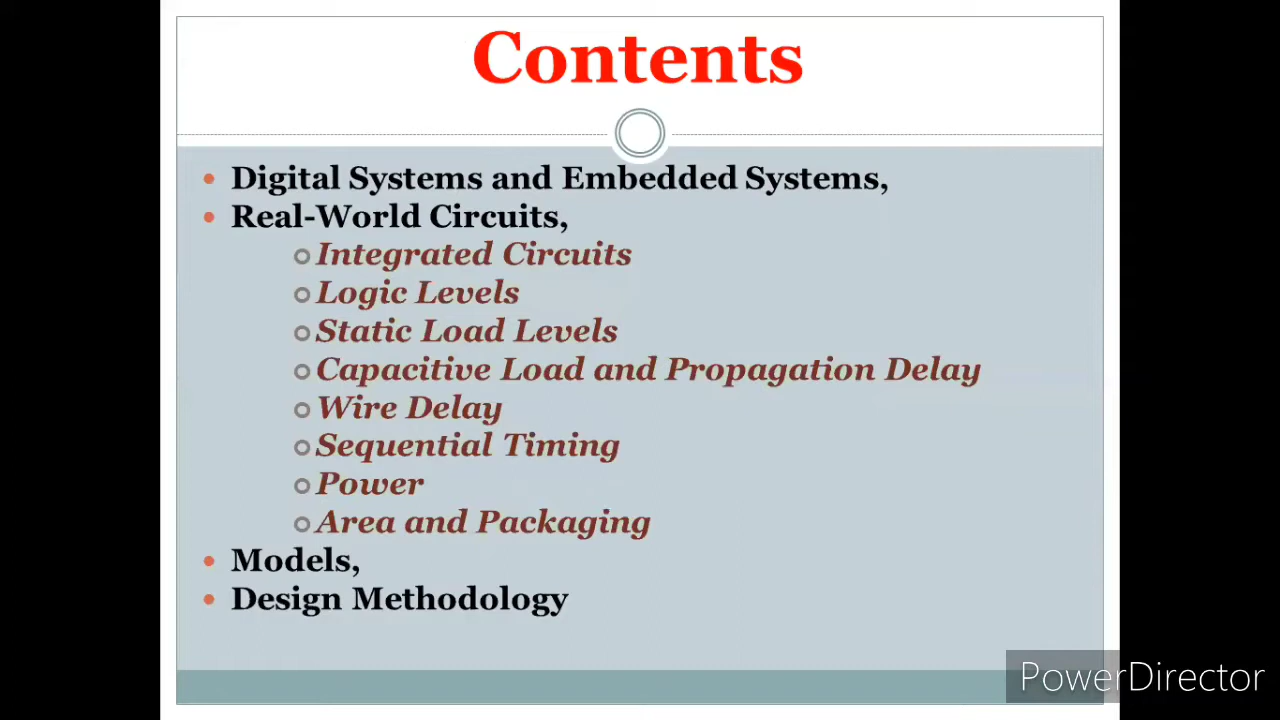 Contents
Digital Systems and Embedded Systems,
Real-World Circuits,
Integrated Circuits
Logic Levels
Static Load Levels
Capacitive Load and Propagation Delay
Wire Delay
Sequential Timing
Power
Area and Packaging
Models,
Design Methodology
PowerDirector